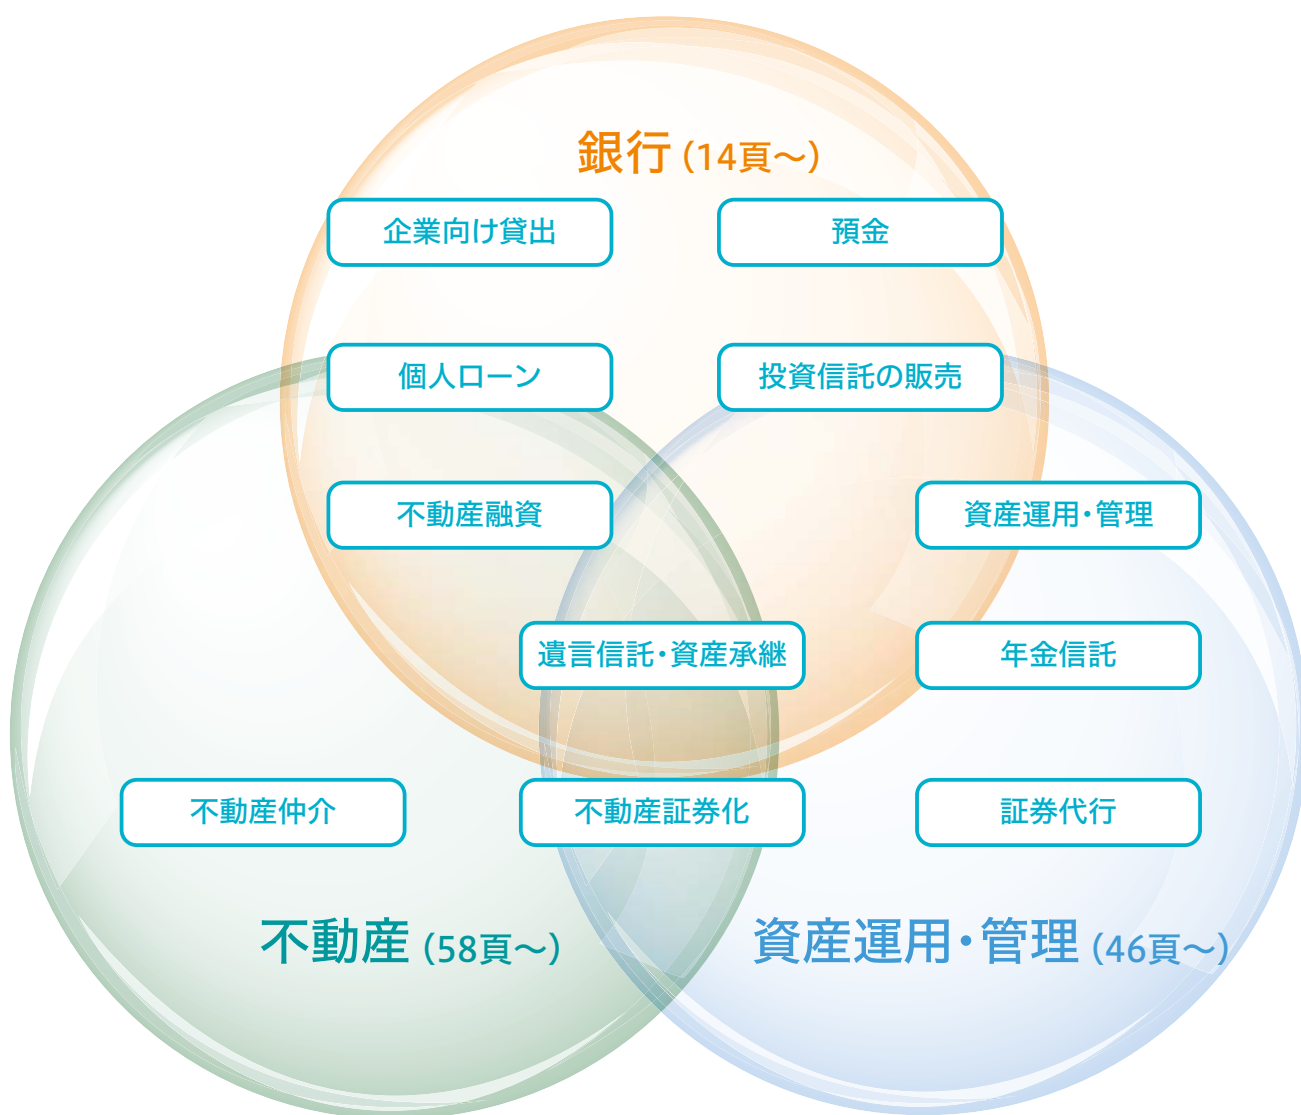 銀行（14頁～）
企業向け貸出
預金
個人ローン
投資信託の販売
不動産融資
資産運用・管理
遺言信託・資産承継
年金信託
不動産仲介
不動産証券化
証券代行
不動産（58頁～）
資産運用・管理（46頁～）